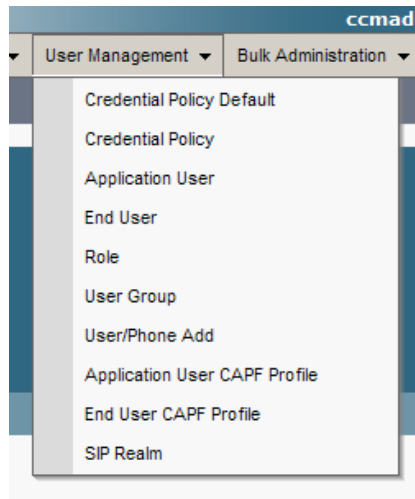 ccmad
User Management Bulk Administration
Credential Policy Default
Credential Policy
Application User
End User
Role
User Group
User/Phone Add
Application User CAPF Profile
End User CAPF Profile
SIP Realm